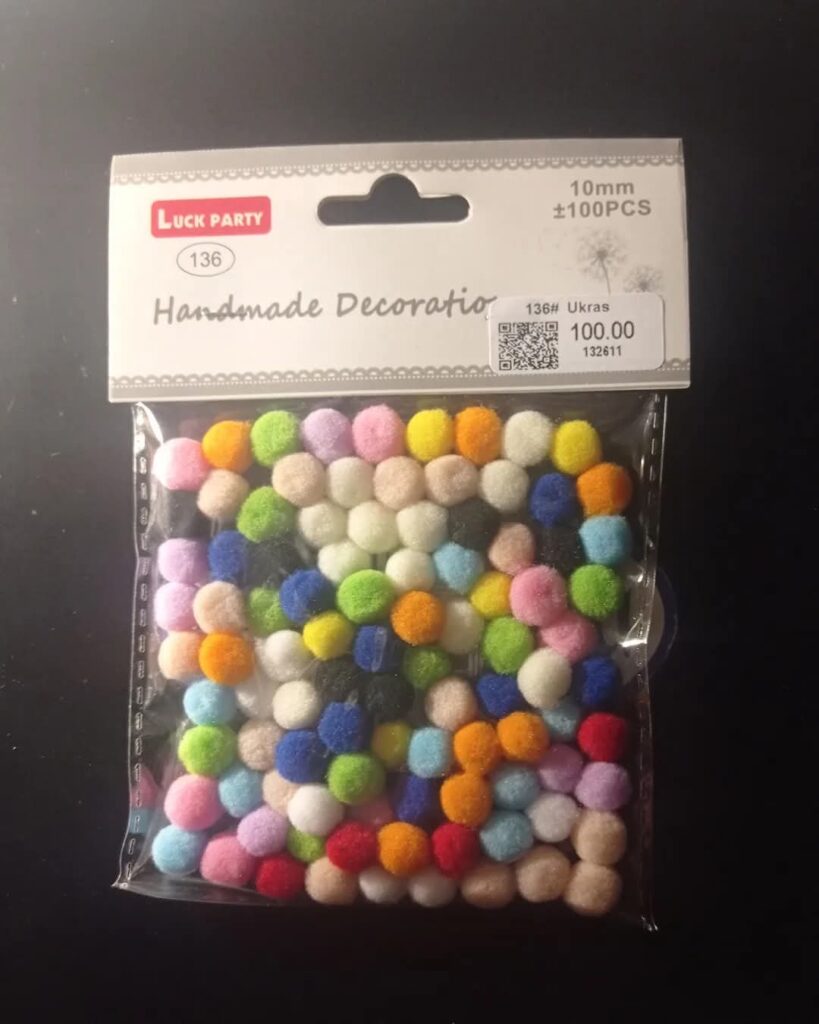 LUCK PARTY
136
10mm
±100PCS
Handmade Decoratio
136# Ukras
100.00
132611